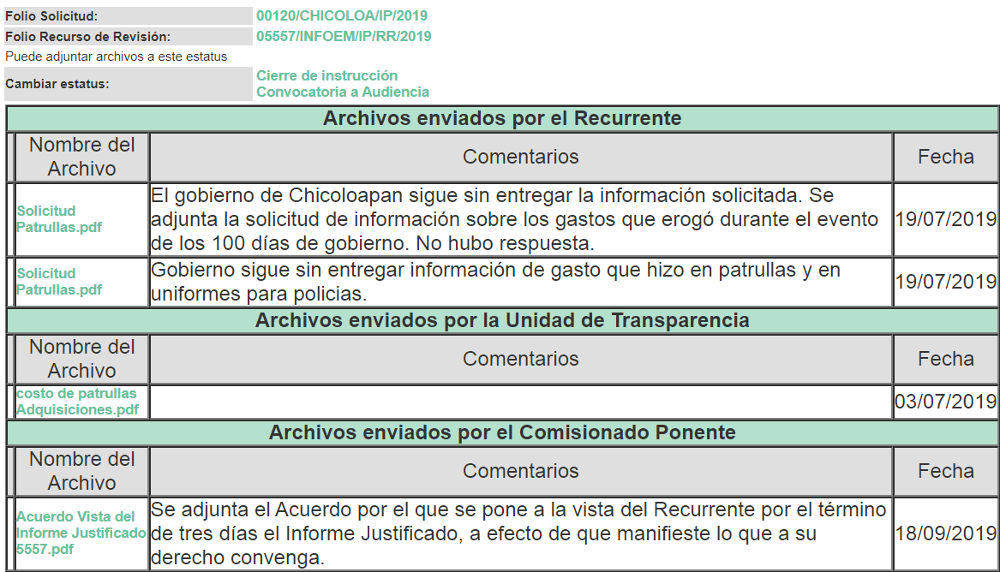 Folio Solicitud: 00120/CHICOLOA/IP/2019
Folio Recurso de Revisión: 05557/INFOEM/IP/RR/2019
Puede adjuntar archivos a este estatus
Cambiar estatus: Cierre de instrucción
Convocatoria a Audiencia
Archivos enviados por el Recurrente
Nombre del
Archivo
Comentarios
Fecha
Solicitud
Patrullas.pdf
El gobierno de Chicoloapan sigue sin entregar la información solicitada. Se
adjunta la solicitud de información sobre los gastos que erogó durante el evento
de los 100 días de gobierno. No hubo respuesta.
19/07/2019
Solicitud
Patrullas.pdf
Gobierno sigue sin entregar información de gasto que hizo en patrullas y en
uniformes para policias.
19/07/2019
Archivos enviados por la Unidad de Transparencia
Nombre del
Archivo
Comentarios
Fecha
costo de patrullas
Adquisiciones.pdf
03/07/2019
Archivos enviados por el Comisionado Ponente
Nombre del
Archivo
Comentarios
Fecha
Acuerdo Vista del
Informe Justificado
5557.pdf
Se adjunta el Acuerdo por el que se pone a la vista del Recurrente por el término
de tres días el Informe Justificado, a efecto de que manifieste lo que a su
derecho convenga.
18/09/2019